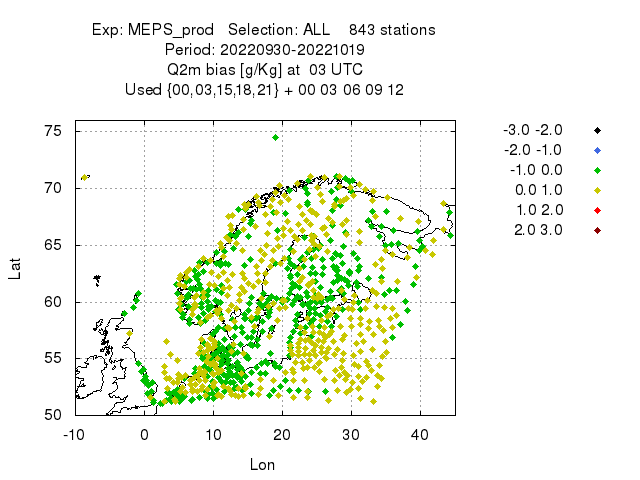 Exp: MEPS_prod   Selection: ALL    843 stations
Period: 20220930-20221019
Q2m bias [g/Kg] at  03 UTC
Used {00,03,15,18,21} + 00 03 06 09 12
-3.0 -2.0
-2.0 -1.0
-1.0 0.0
0.0 1.0
1.0 2.0
2.0 3.0
75
70
65
60
55
50
Lat
-10 0 10 20 30 40
Lon